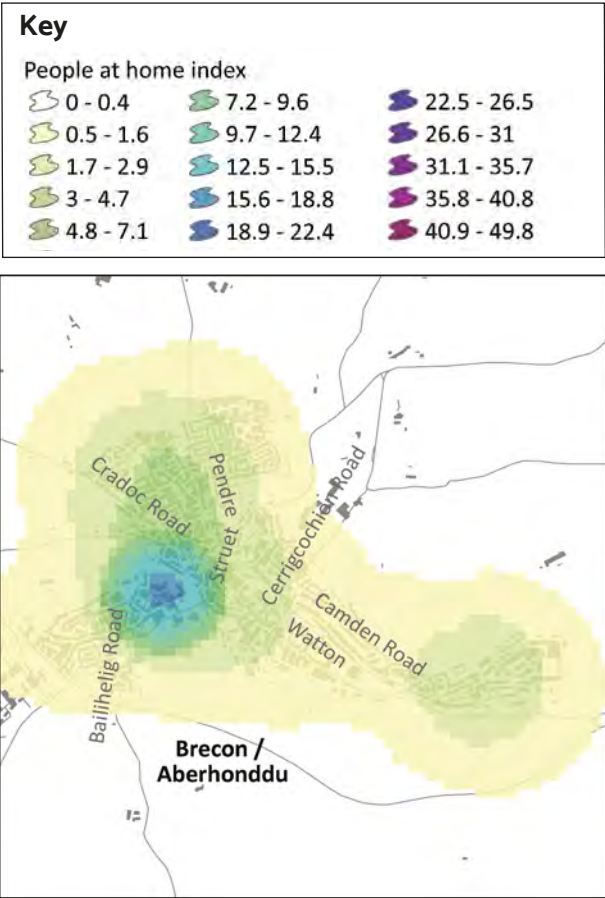 Key
People at home index
0 - 0.4
0.5 - 1.6
1.7 - 2.9
3 - 4.7
4.8 - 7.1
7.2 - 9.6
9.7 - 12.4
12.5 - 15.5
15.6 - 18.8
18.9 - 22.4
22.5 - 26.5
26.6 - 31
31.1 - 35.7
35.8 - 40.8
40.9 - 49.8
Cradoc Road
Pendre
Struet
Cerrigcochion Road
Camden Road
Watton
Bailihelig Road
Brecon /
Aberhonddu